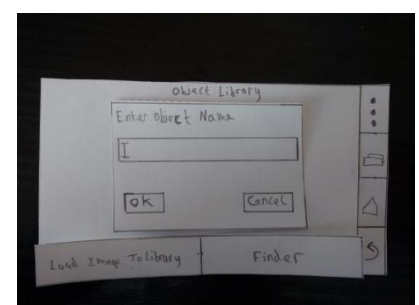 Object Library
Enter Object Name
OK
Cancel
Load Image To Library
Finder